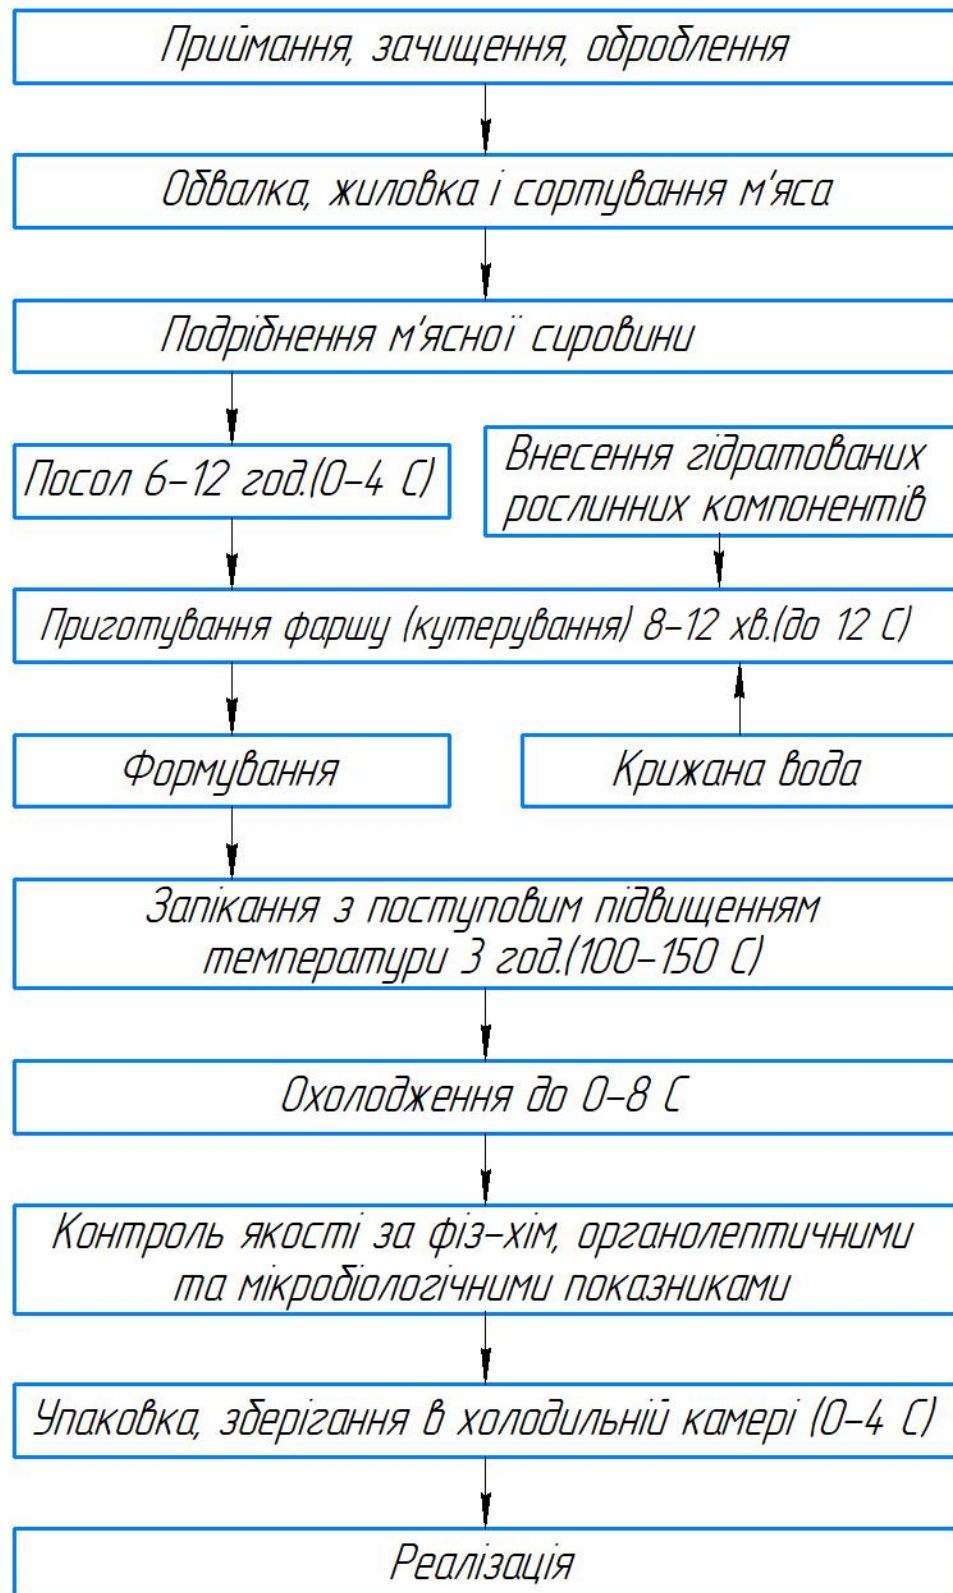 Приймання, зачищення, оброблення
Обвалка, жиловка і сортування м'яса
Подрібнення м'ясної сировини
Посол 6-12 год.(0-4 С)
Внесення гідратованих
рослинних компонентів
Приготування фаршу (кутерування) 8-12 хв.(до 12 С)
Формування
Крижана вода
Запікання з поступовим підвищенням
температури 3 год.(100-150 С)
Охолодження до 0-8 С
Контроль якості за фіз-хім, органолептичними
та мікробіологічними показниками
Упаковка, зберігання в холодильній камері (0-4 С)
Реалізація